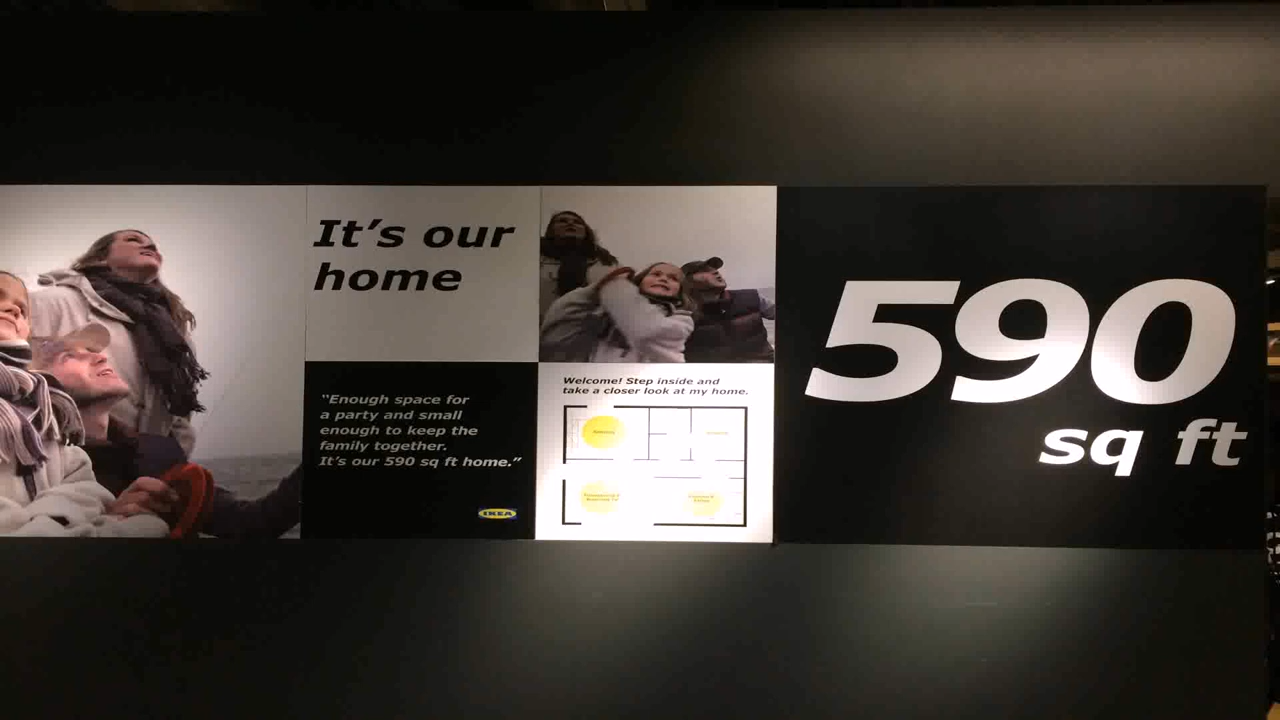 It's our
home
"Enough space for
a party and small
enough to keep the
family together.
It's our 590 sq ft home."
IKEA
Welcome! Step inside and
take a closer look at my home.
590
sq ft